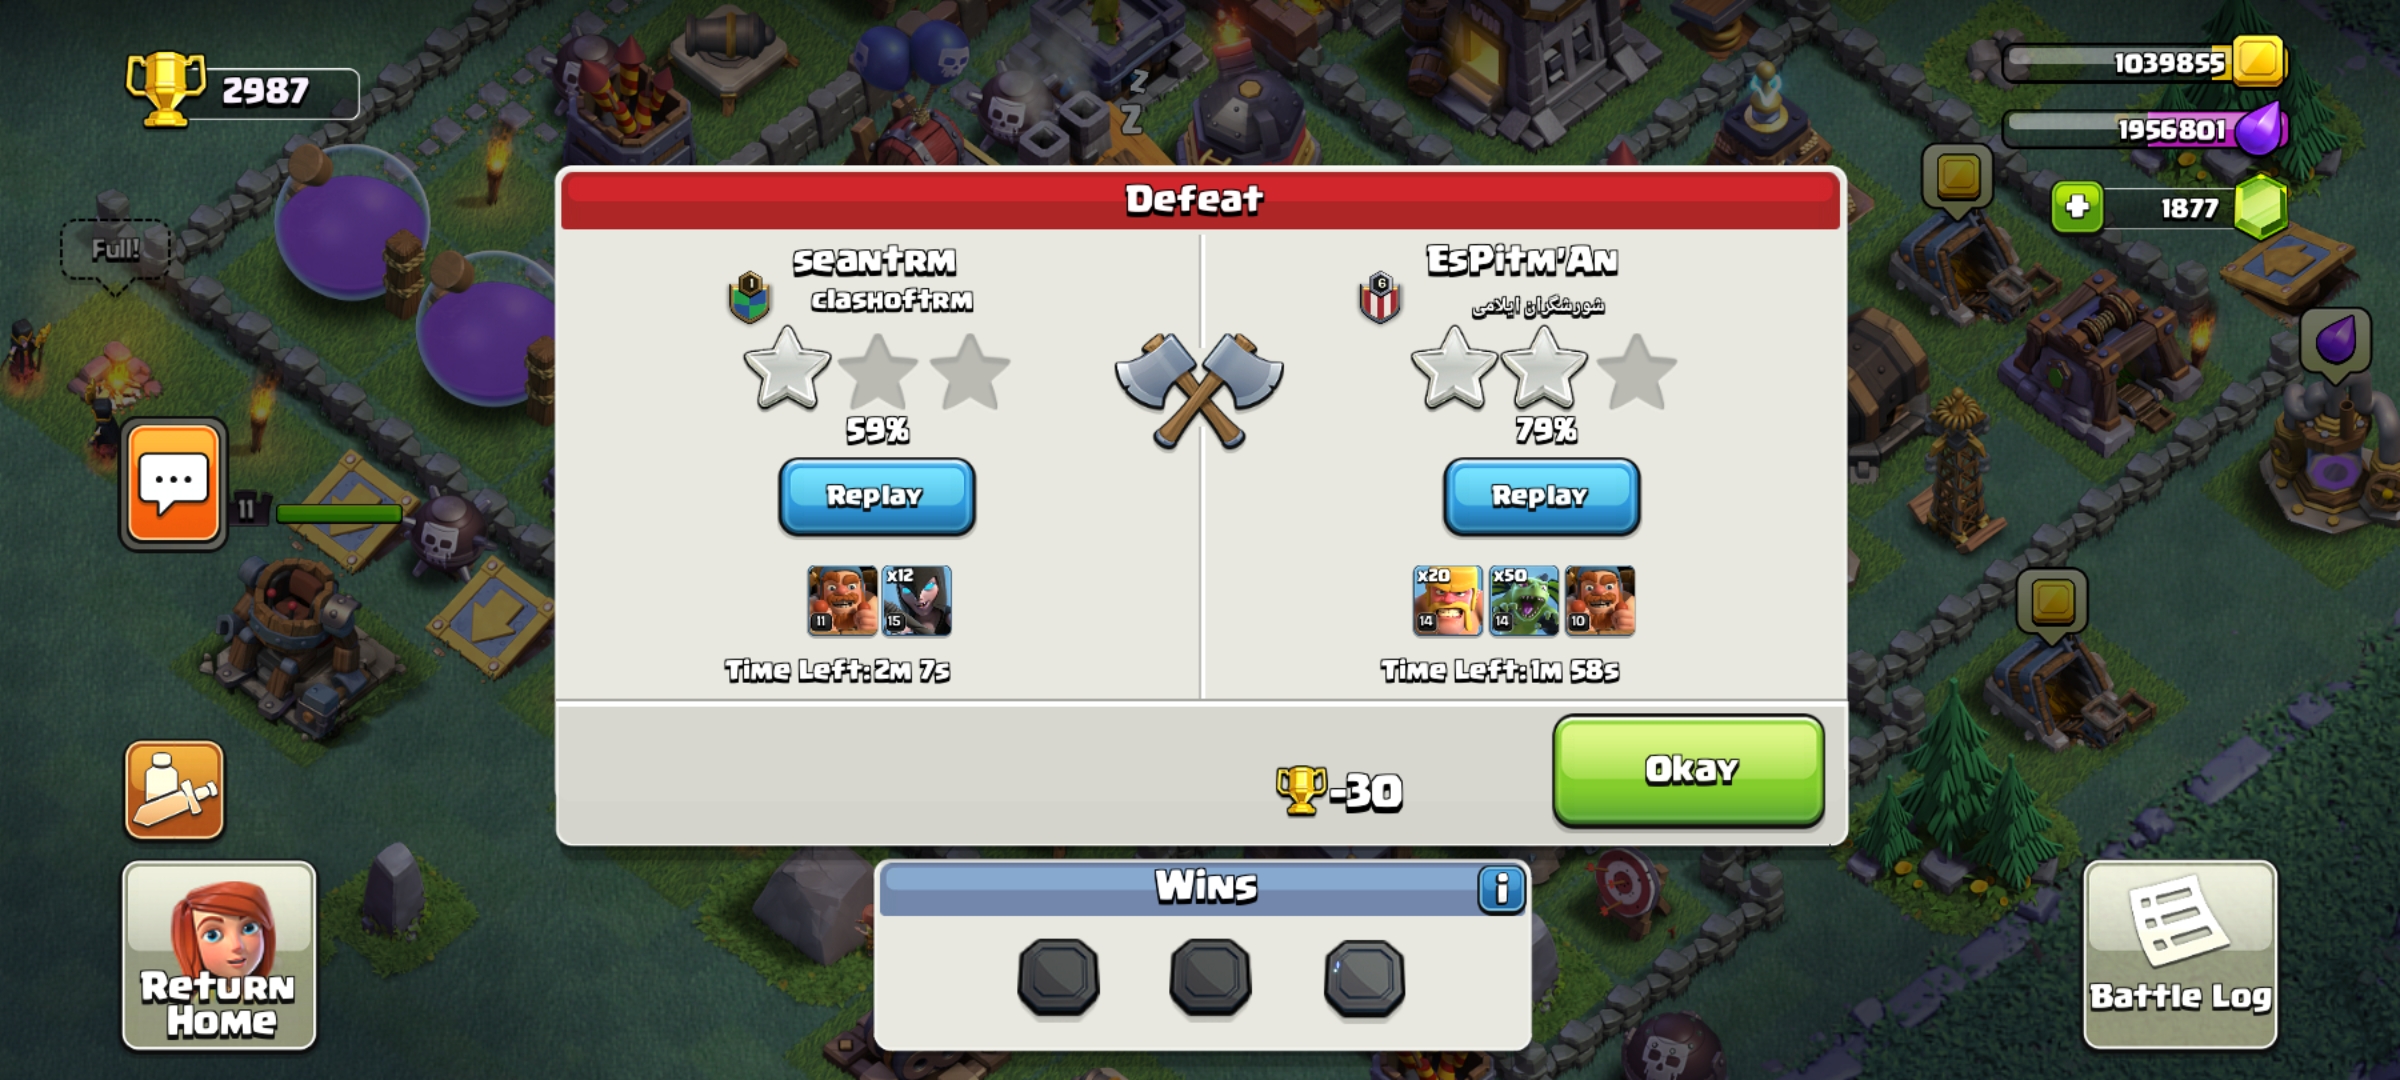 2987
1039855
1956801
1877
Full!
z
z
11
Defeat
seantRM
clashoftRM
1
59%
Replay
x12
11
15
Time Left: 2m 7s
EsPitm'An
شورشگران ایلامی
6
79%
Replay
x20
x50
14
14
10
Time Left: 1m 58s
-30
Okay
Wins
i
Return
Home
Battle Log